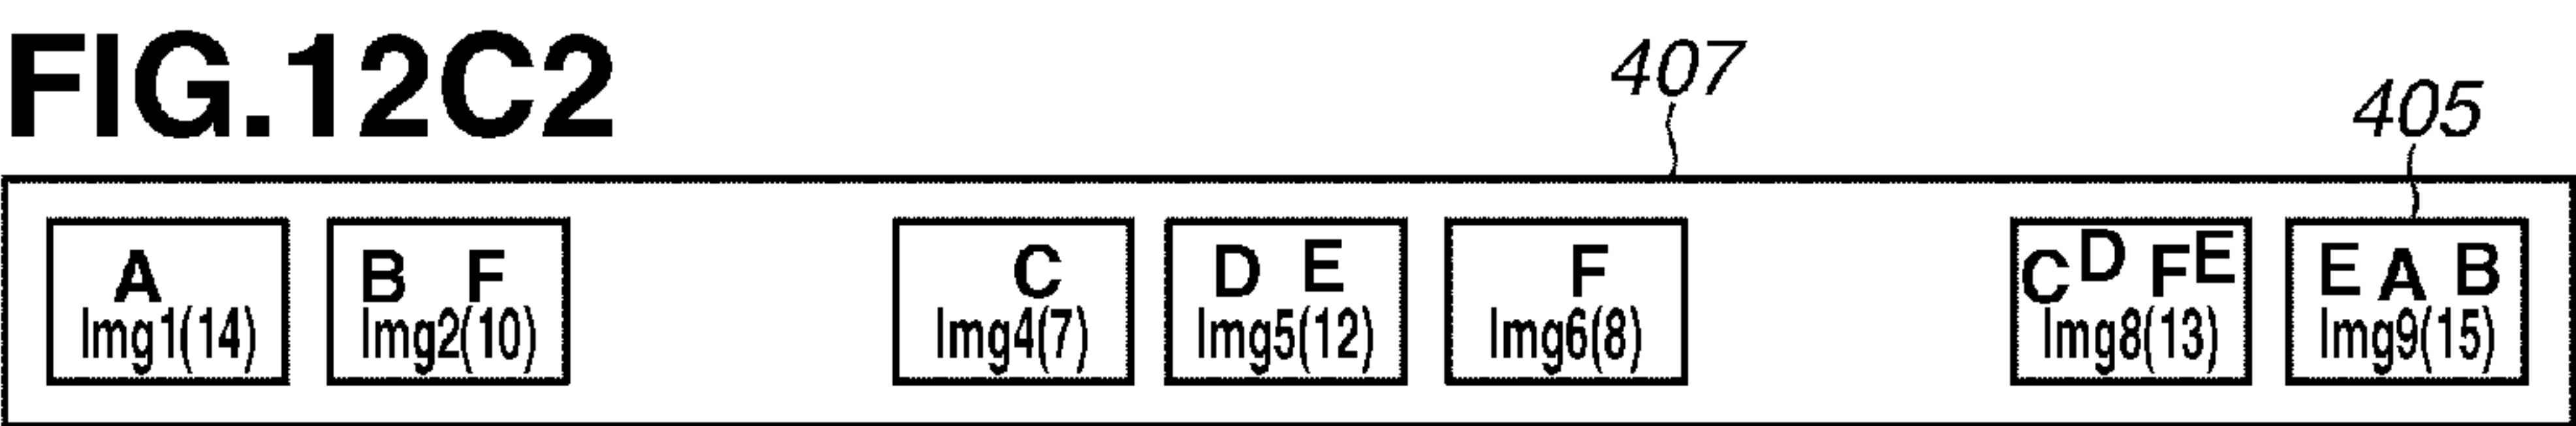 FIG.12C2
407
405
A
Img1(14)
B F
Img2(10)
C
Img4(7)
D E
Img5(12)
F
Img6(8)
C D F E
Img8(13)
E A B
Img9(15)